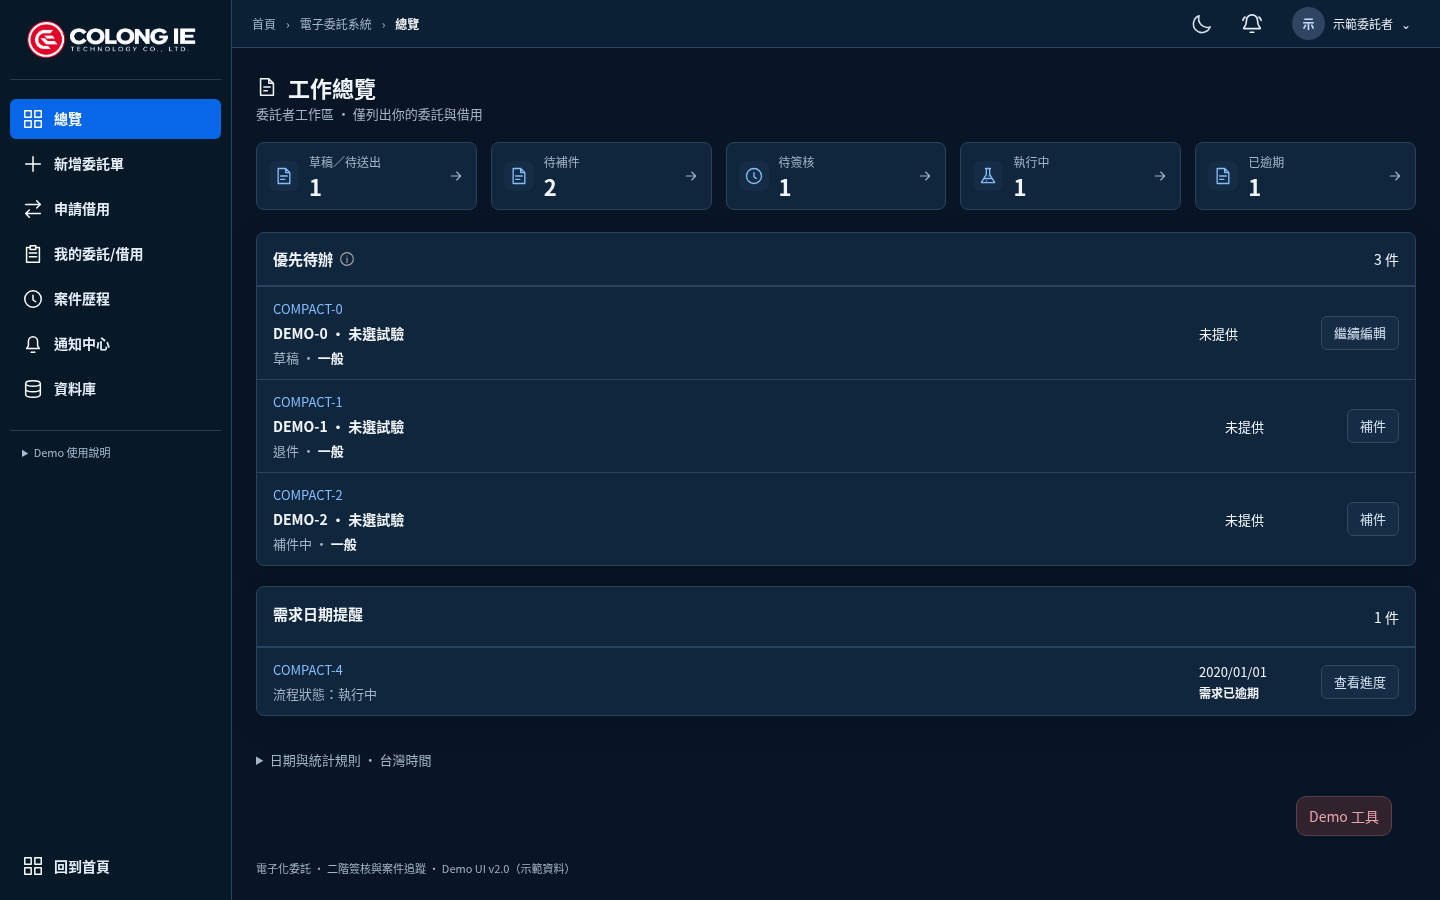 COLONG IE
TECHNOLOGY CO., LTD.
首頁 › 電子委託系統 › 總覽
示 示範委託者
總覽
新增委託單
申請借用
我的委託/借用
案件歷程
通知中心
資料庫
Demo 使用說明
回到首頁
工作總覽
委託者工作區 • 僅列出你的委託與借用
草稿／待送出
1
待補件
2
待簽核
1
執行中
1
已逾期
1
優先待辦
3 件
COMPACT-0
DEMO-0 • 未選試驗
草稿 • 一般
未提供
繼續編輯
COMPACT-1
DEMO-1 • 未選試驗
退件 • 一般
未提供
補件
COMPACT-2
DEMO-2 • 未選試驗
補件中 • 一般
未提供
補件
需求日期提醒
1 件
COMPACT-4
流程狀態：執行中
2020/01/01
需求已逾期
查看進度
日期與統計規則 • 台灣時間
Demo 工具
電子化委託 • 二階簽核與案件追蹤 • Demo UI v2.0（示範資料）